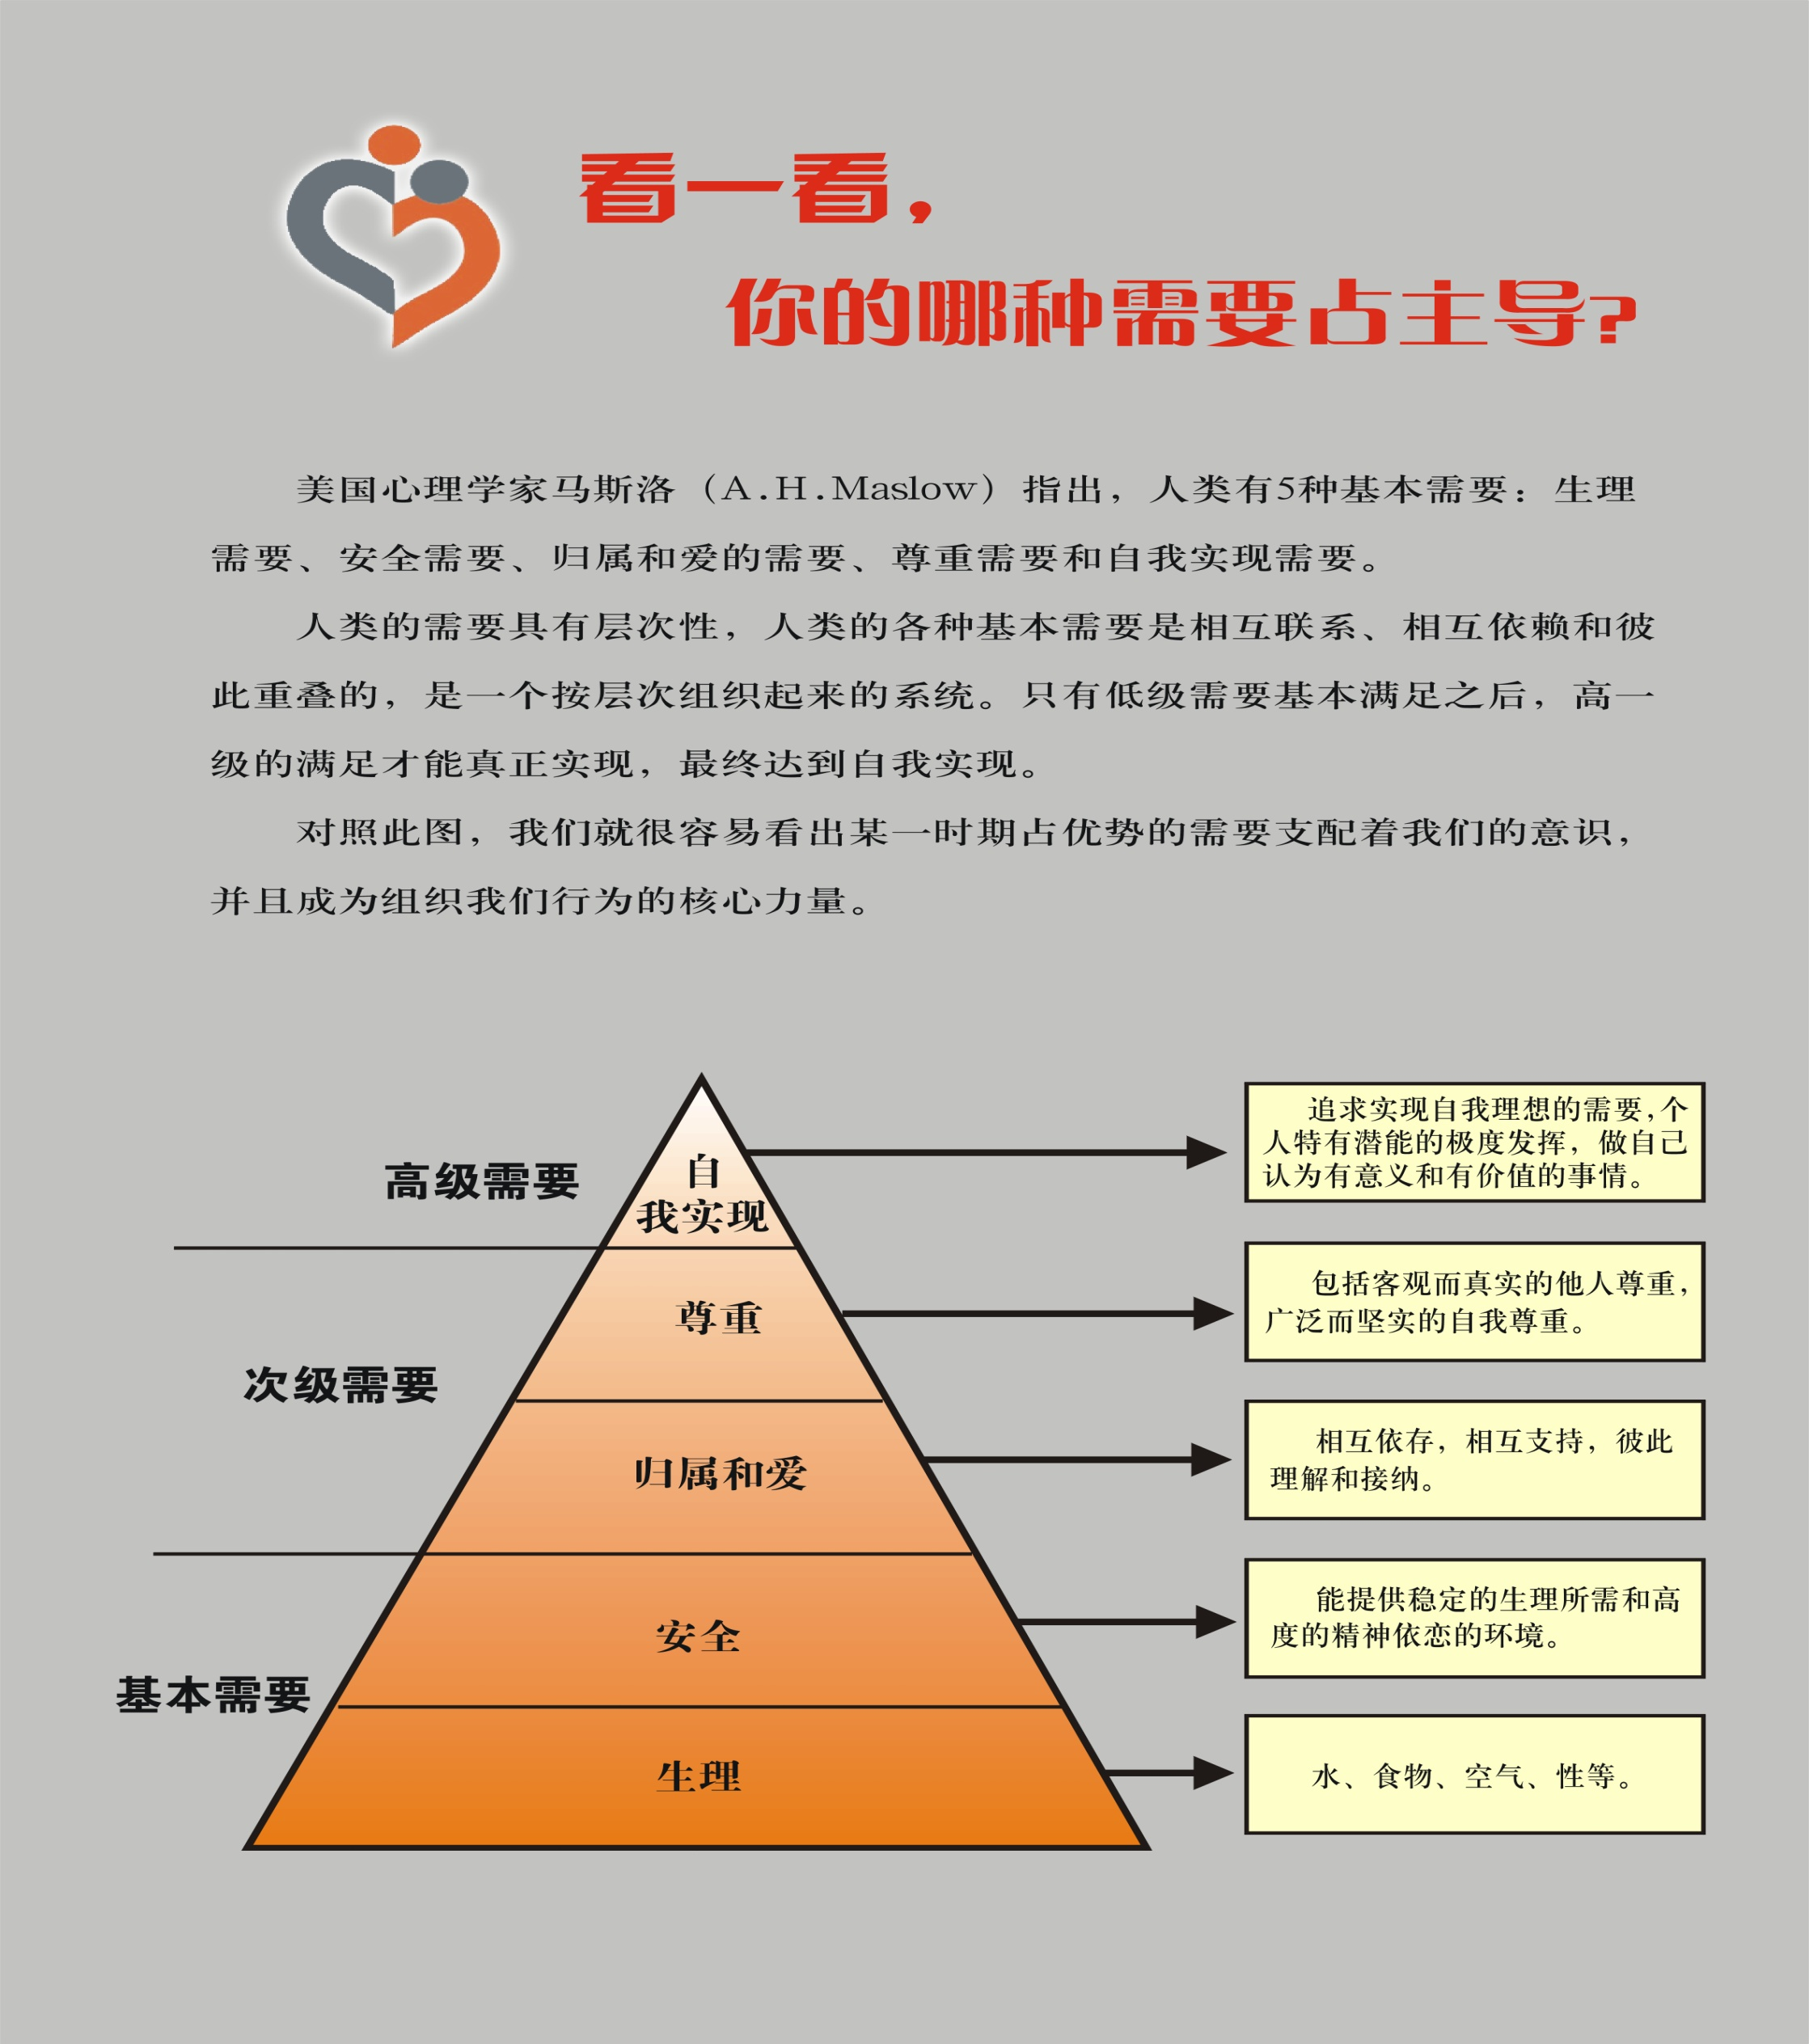 看一看，
你的哪种需要占主导?
美国心理学家马斯洛（A.H.Maslow）指出，人类有5种基本需要：生理
需要、安全需要、归属和爱的需要、尊重需要和自我实现需要。
人类的需要具有层次性，人类的各种基本需要是相互联系、相互依赖和彼
此重叠的，是一个按层次组织起来的系统。只有低级需要基本满足之后，高一
级的满足才能真正实现，最终达到自我实现。
对照此图，我们就很容易看出某一时期占优势的需要支配着我们的意识，
并且成为组织我们行为的核心力量。
高级需要
自
我实现
追求实现自我理想的需要，个
人特有潜能的极度发挥，做自己
认为有意义和有价值的事情。
次级需要
尊重
包括客观而真实的他人尊重，
广泛而坚实的自我尊重。
归属和爱
相互依存，相互支持，彼此
理解和接纳。
基本需要
安全
能提供稳定的生理所需和高
度的精神依恋的环境。
生理
水、食物、空气、性等。